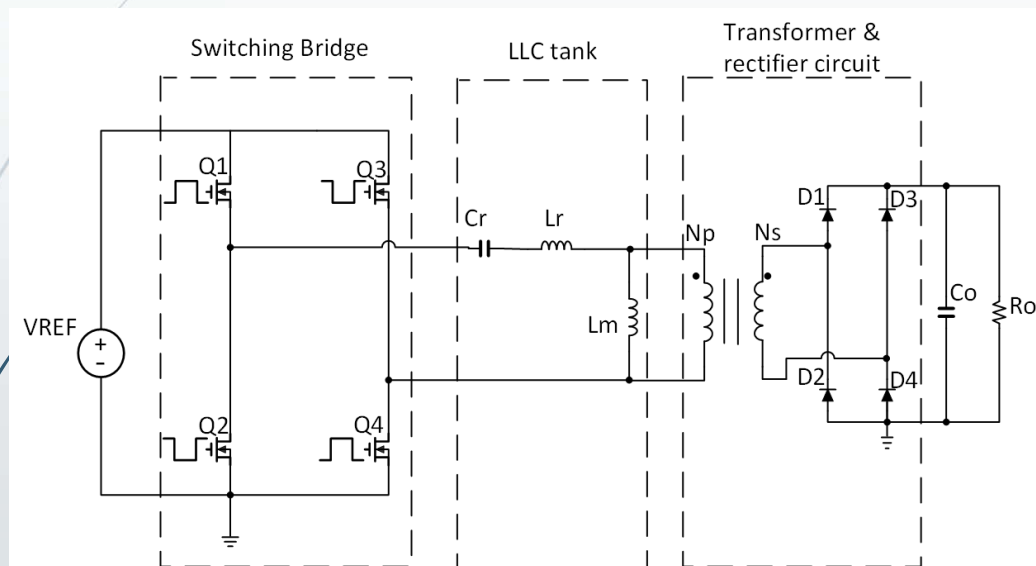 Switching Bridge
LLC tank
Transformer &
rectifier circuit
Q1
Q3
Cr
Lr
Np
Ns
D1
D3
VREF
+
-
Lm
Co
Ro
D2
D4
Q2
Q4